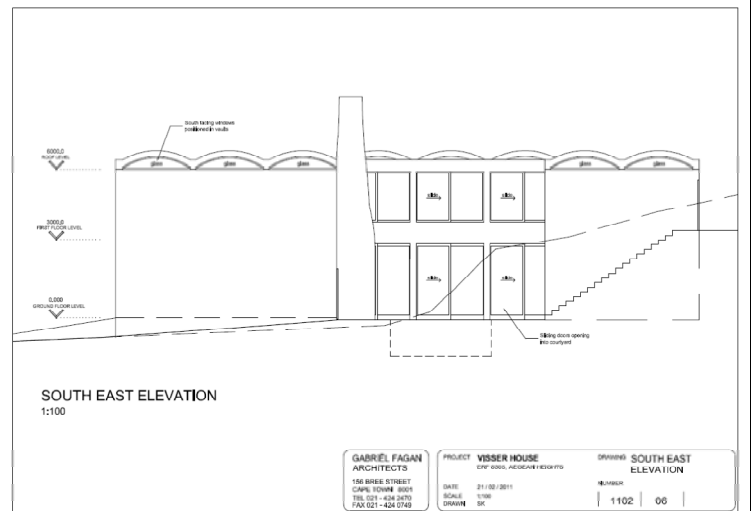 South facing windows
positioned in vaults
glass glass glass glass glass
6000,0
ROOF LEVEL
slide slide
3000,0
FIRST FLOOR LEVEL
slide slide
0,000
GROUND FLOOR LEVEL
Sliding doors opening
into courtyard
SOUTH EAST ELEVATION
1:100
GABRIËL FAGAN
ARCHITECTS
156 BREE STREET
CAPE TOWN 8001
TEL 021 - 424 2470
FAX 021 - 424 0749
PROJECT VISSER HOUSE
AEGEAN HEIGHTS
DATE 21 / 02 / 2011
SCALE 1:100
DRAWN SK
DRAWING SOUTH EAST
ELEVATION
NUMBER
1102 06